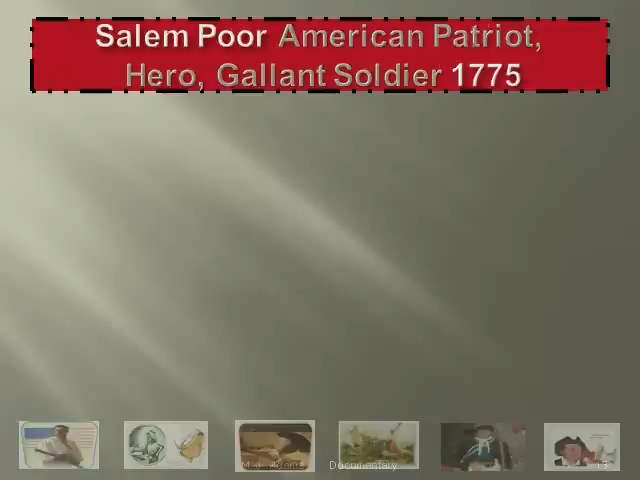 Salem Poor American Patriot,
Hero, Gallant Soldier 1775
Documentary